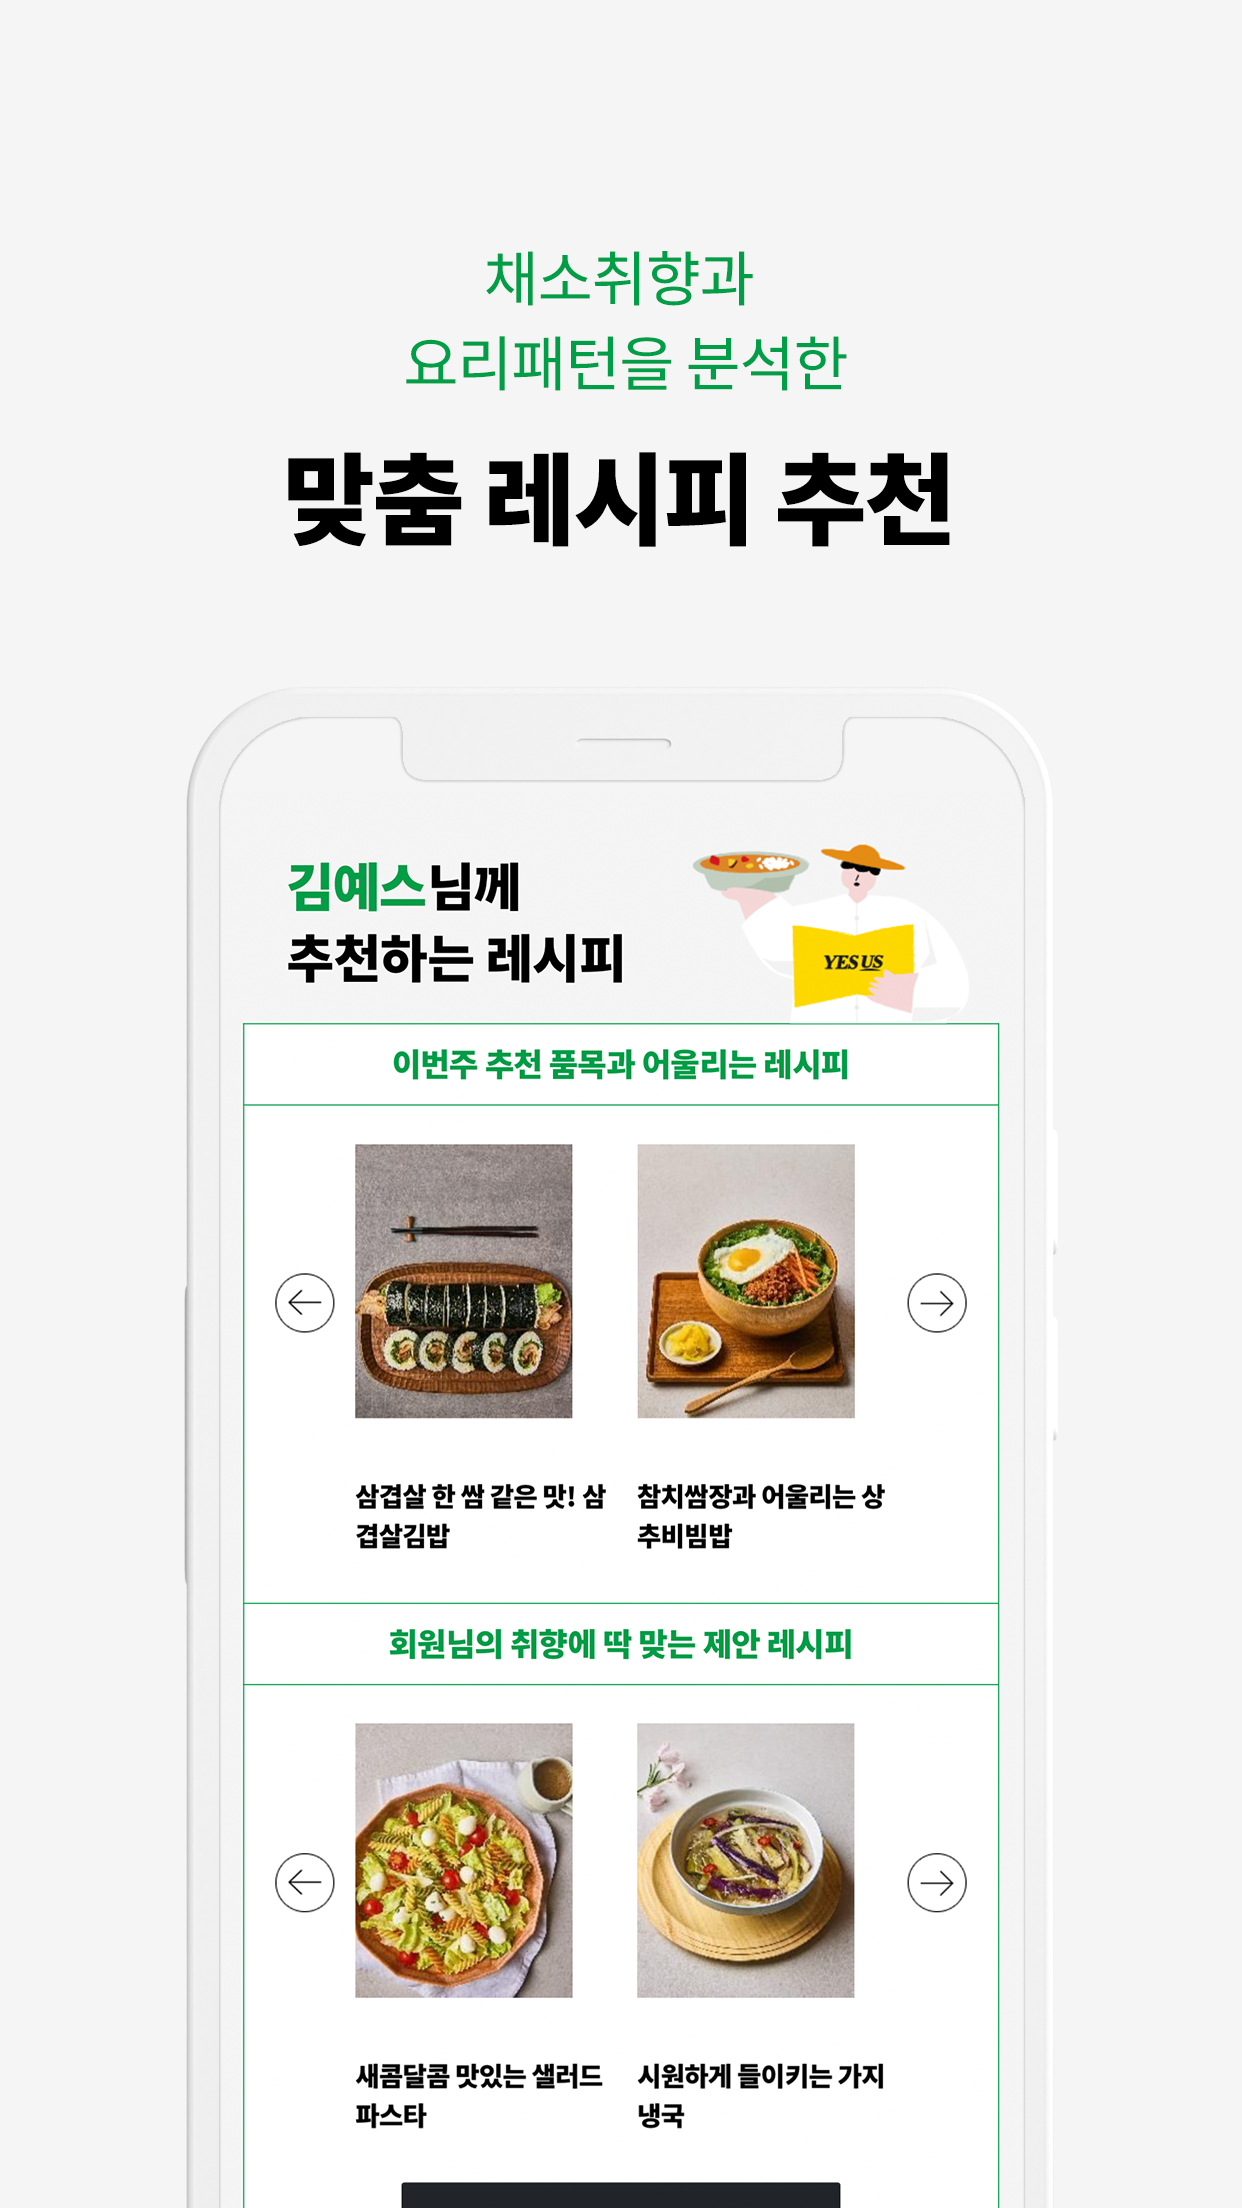 채소취향과
요리패턴을 분석한
맞춤 레시피 추천
김예스님께
추천하는 레시피
YES US
이번주 추천 품목과 어울리는 레시피
삼겹살 한 쌈 같은 맛! 삼
겹살김밥
참치쌈장과 어울리는 상
추비빔밥
회원님의 취향에 딱 맞는 제안 레시피
새콤달콤 맛있는 샐러드
파스타
시원하게 들이키는 가지
냉국